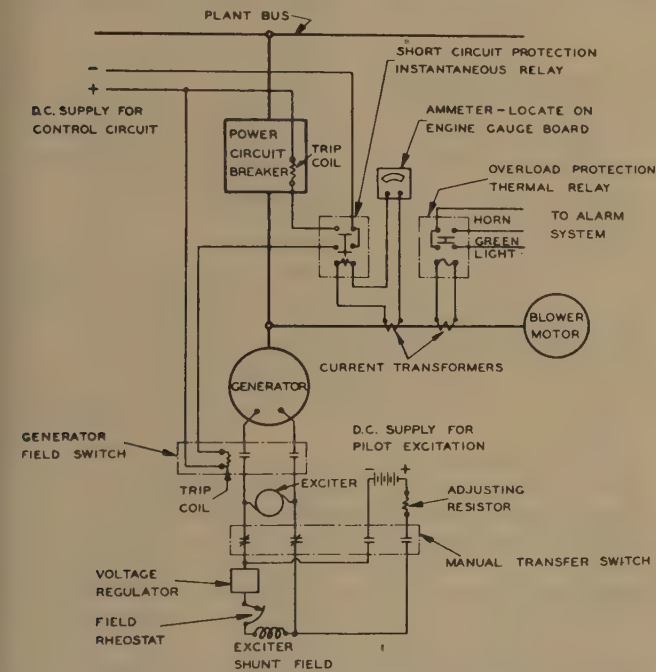 PLANT BUS
SHORT CIRCUIT PROTECTION
INSTANTANEOUS RELAY
-
+
D.C. SUPPLY FOR
CONTROL CIRCUIT
AMMETER - LOCATE ON
ENGINE GAUGE BOARD
POWER
CIRCUIT
BREAKER
TRIP
COIL
OVERLOAD PROTECTION
THERMAL RELAY
HORN
GREEN
LIGHT
TO ALARM
SYSTEM
BLOWER
MOTOR
CURRENT TRANSFORMERS
GENERATOR
D.C. SUPPLY FOR
PILOT EXCITATION
- +
GENERATOR
FIELD SWITCH
TRIP
COIL
EXCITER
ADJUSTING
RESISTOR
MANUAL TRANSFER SWITCH
VOLTAGE
REGULATOR
FIELD
RHEOSTAT
EXCITER
SHUNT FIELD